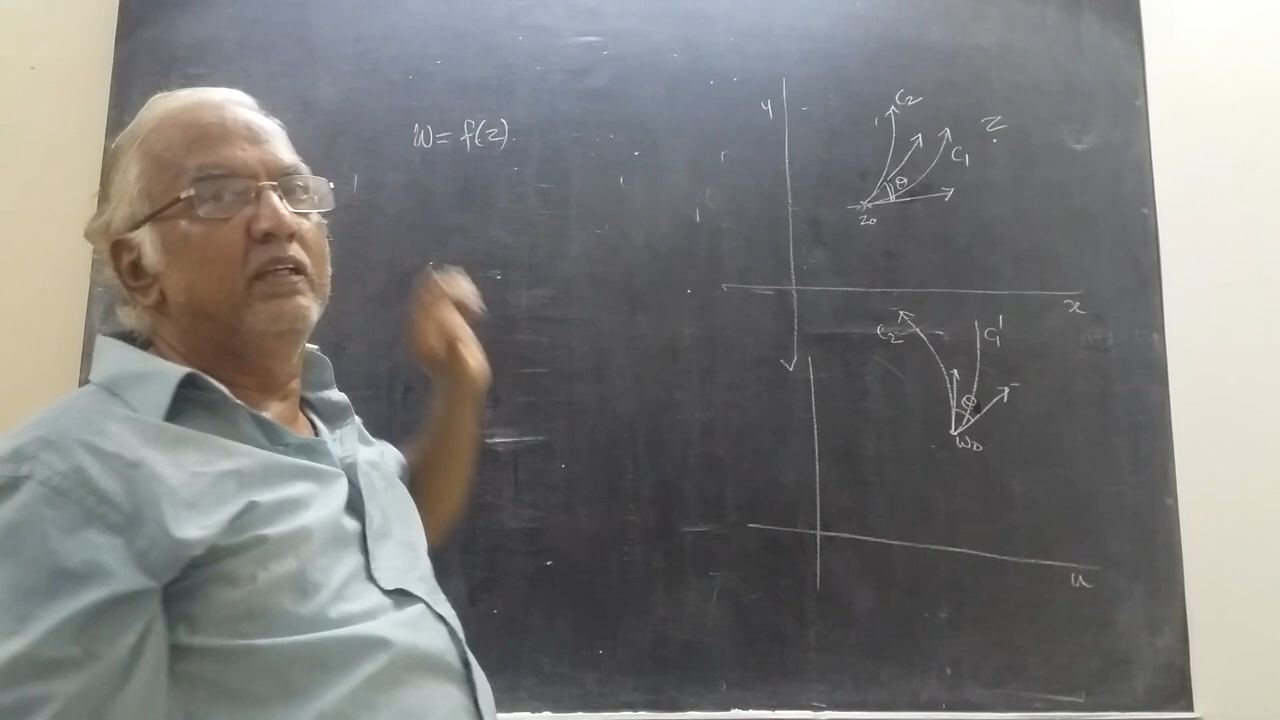 W = f(z).
y
C2
z
C1
θ
z0
x
C2
C1'
θ
W0
u